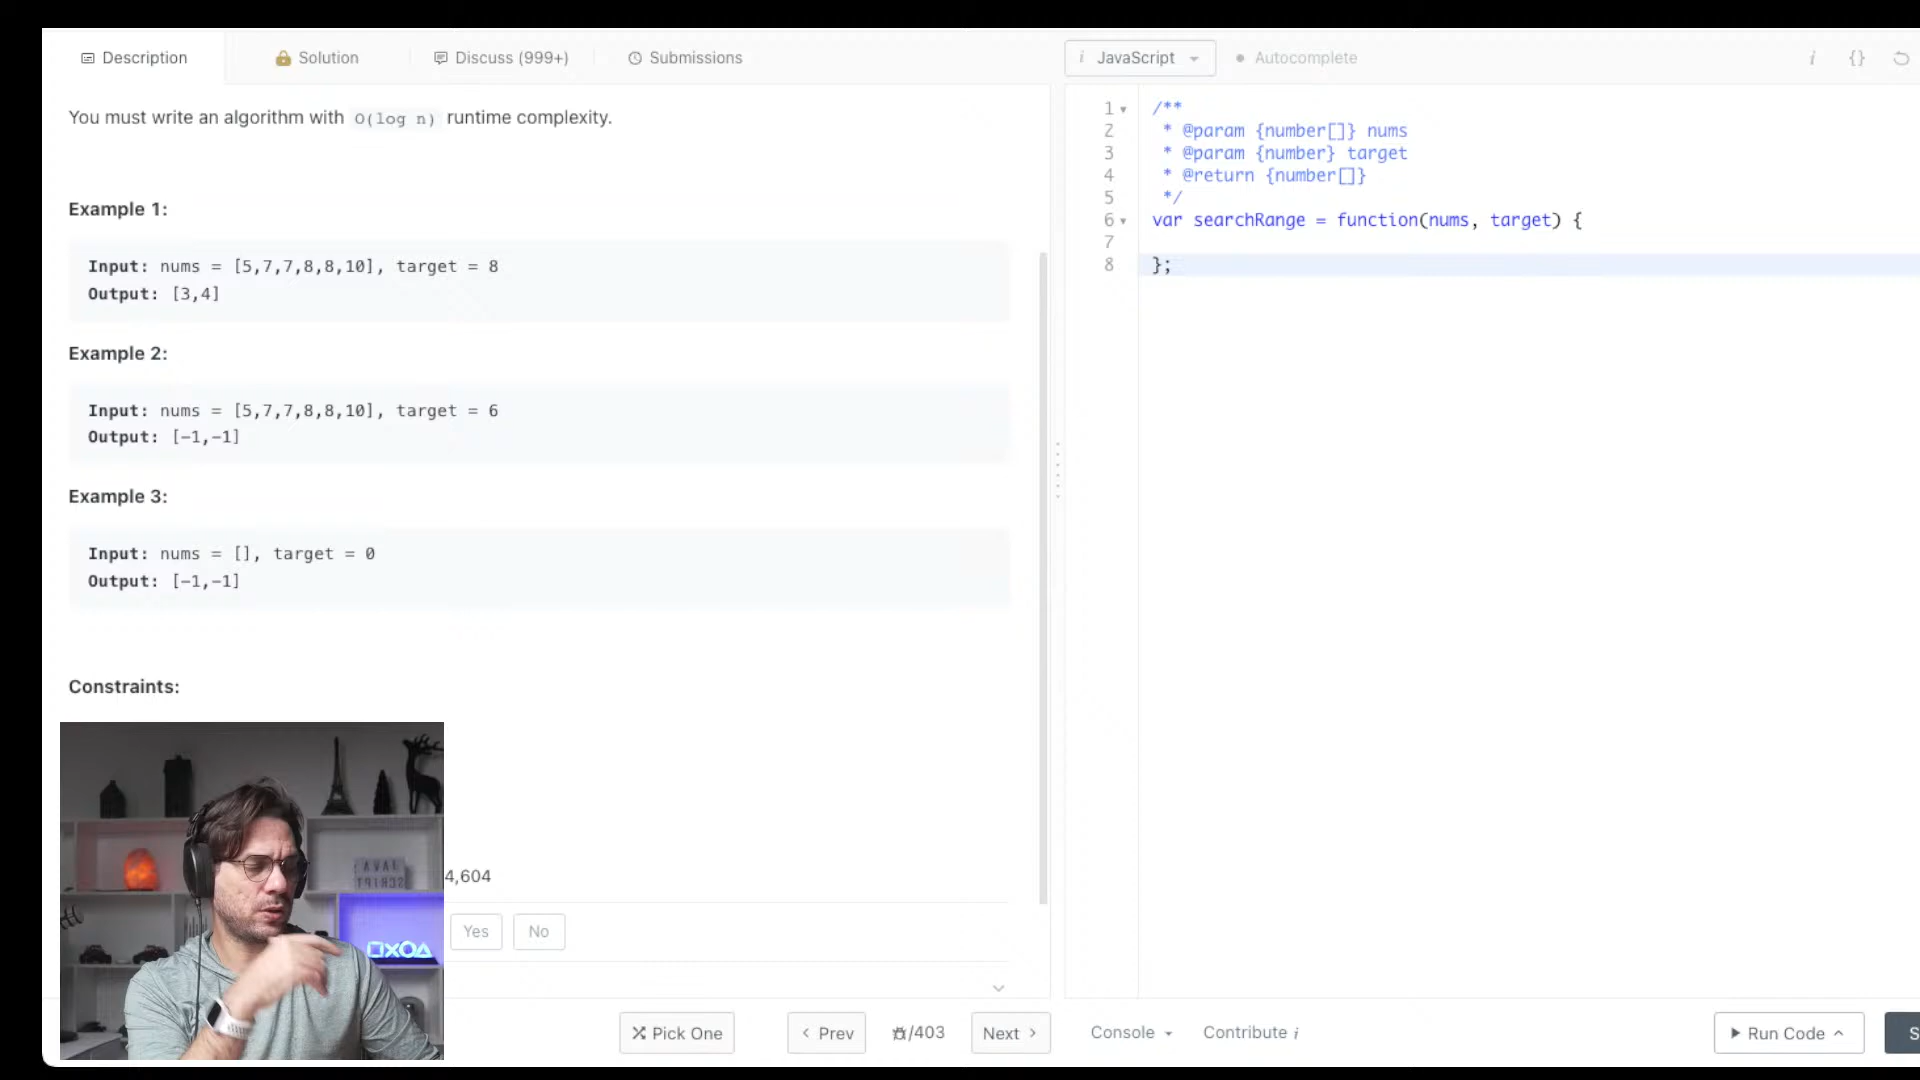 Description
Solution
Discuss (999+)
Submissions
You must write an algorithm with O(log n) runtime complexity.
Example 1:
Input: nums = [5,7,7,8,8,10], target = 8
Output: [3,4]
Example 2:
Input: nums = [5,7,7,8,8,10], target = 6
Output: [-1,-1]
Example 3:
Input: nums = [], target = 0
Output: [-1,-1]
Constraints:
4,604
Yes
No
Pick One
Prev
/403
Next
i JavaScript
Autocomplete
i {}
1 /**
2 * @param {number[]} nums
3 * @param {number} target
4 * @return {number[]}
5 */
6 var searchRange = function(nums, target) {
7
8 };
Console
Contribute i
Run Code
S